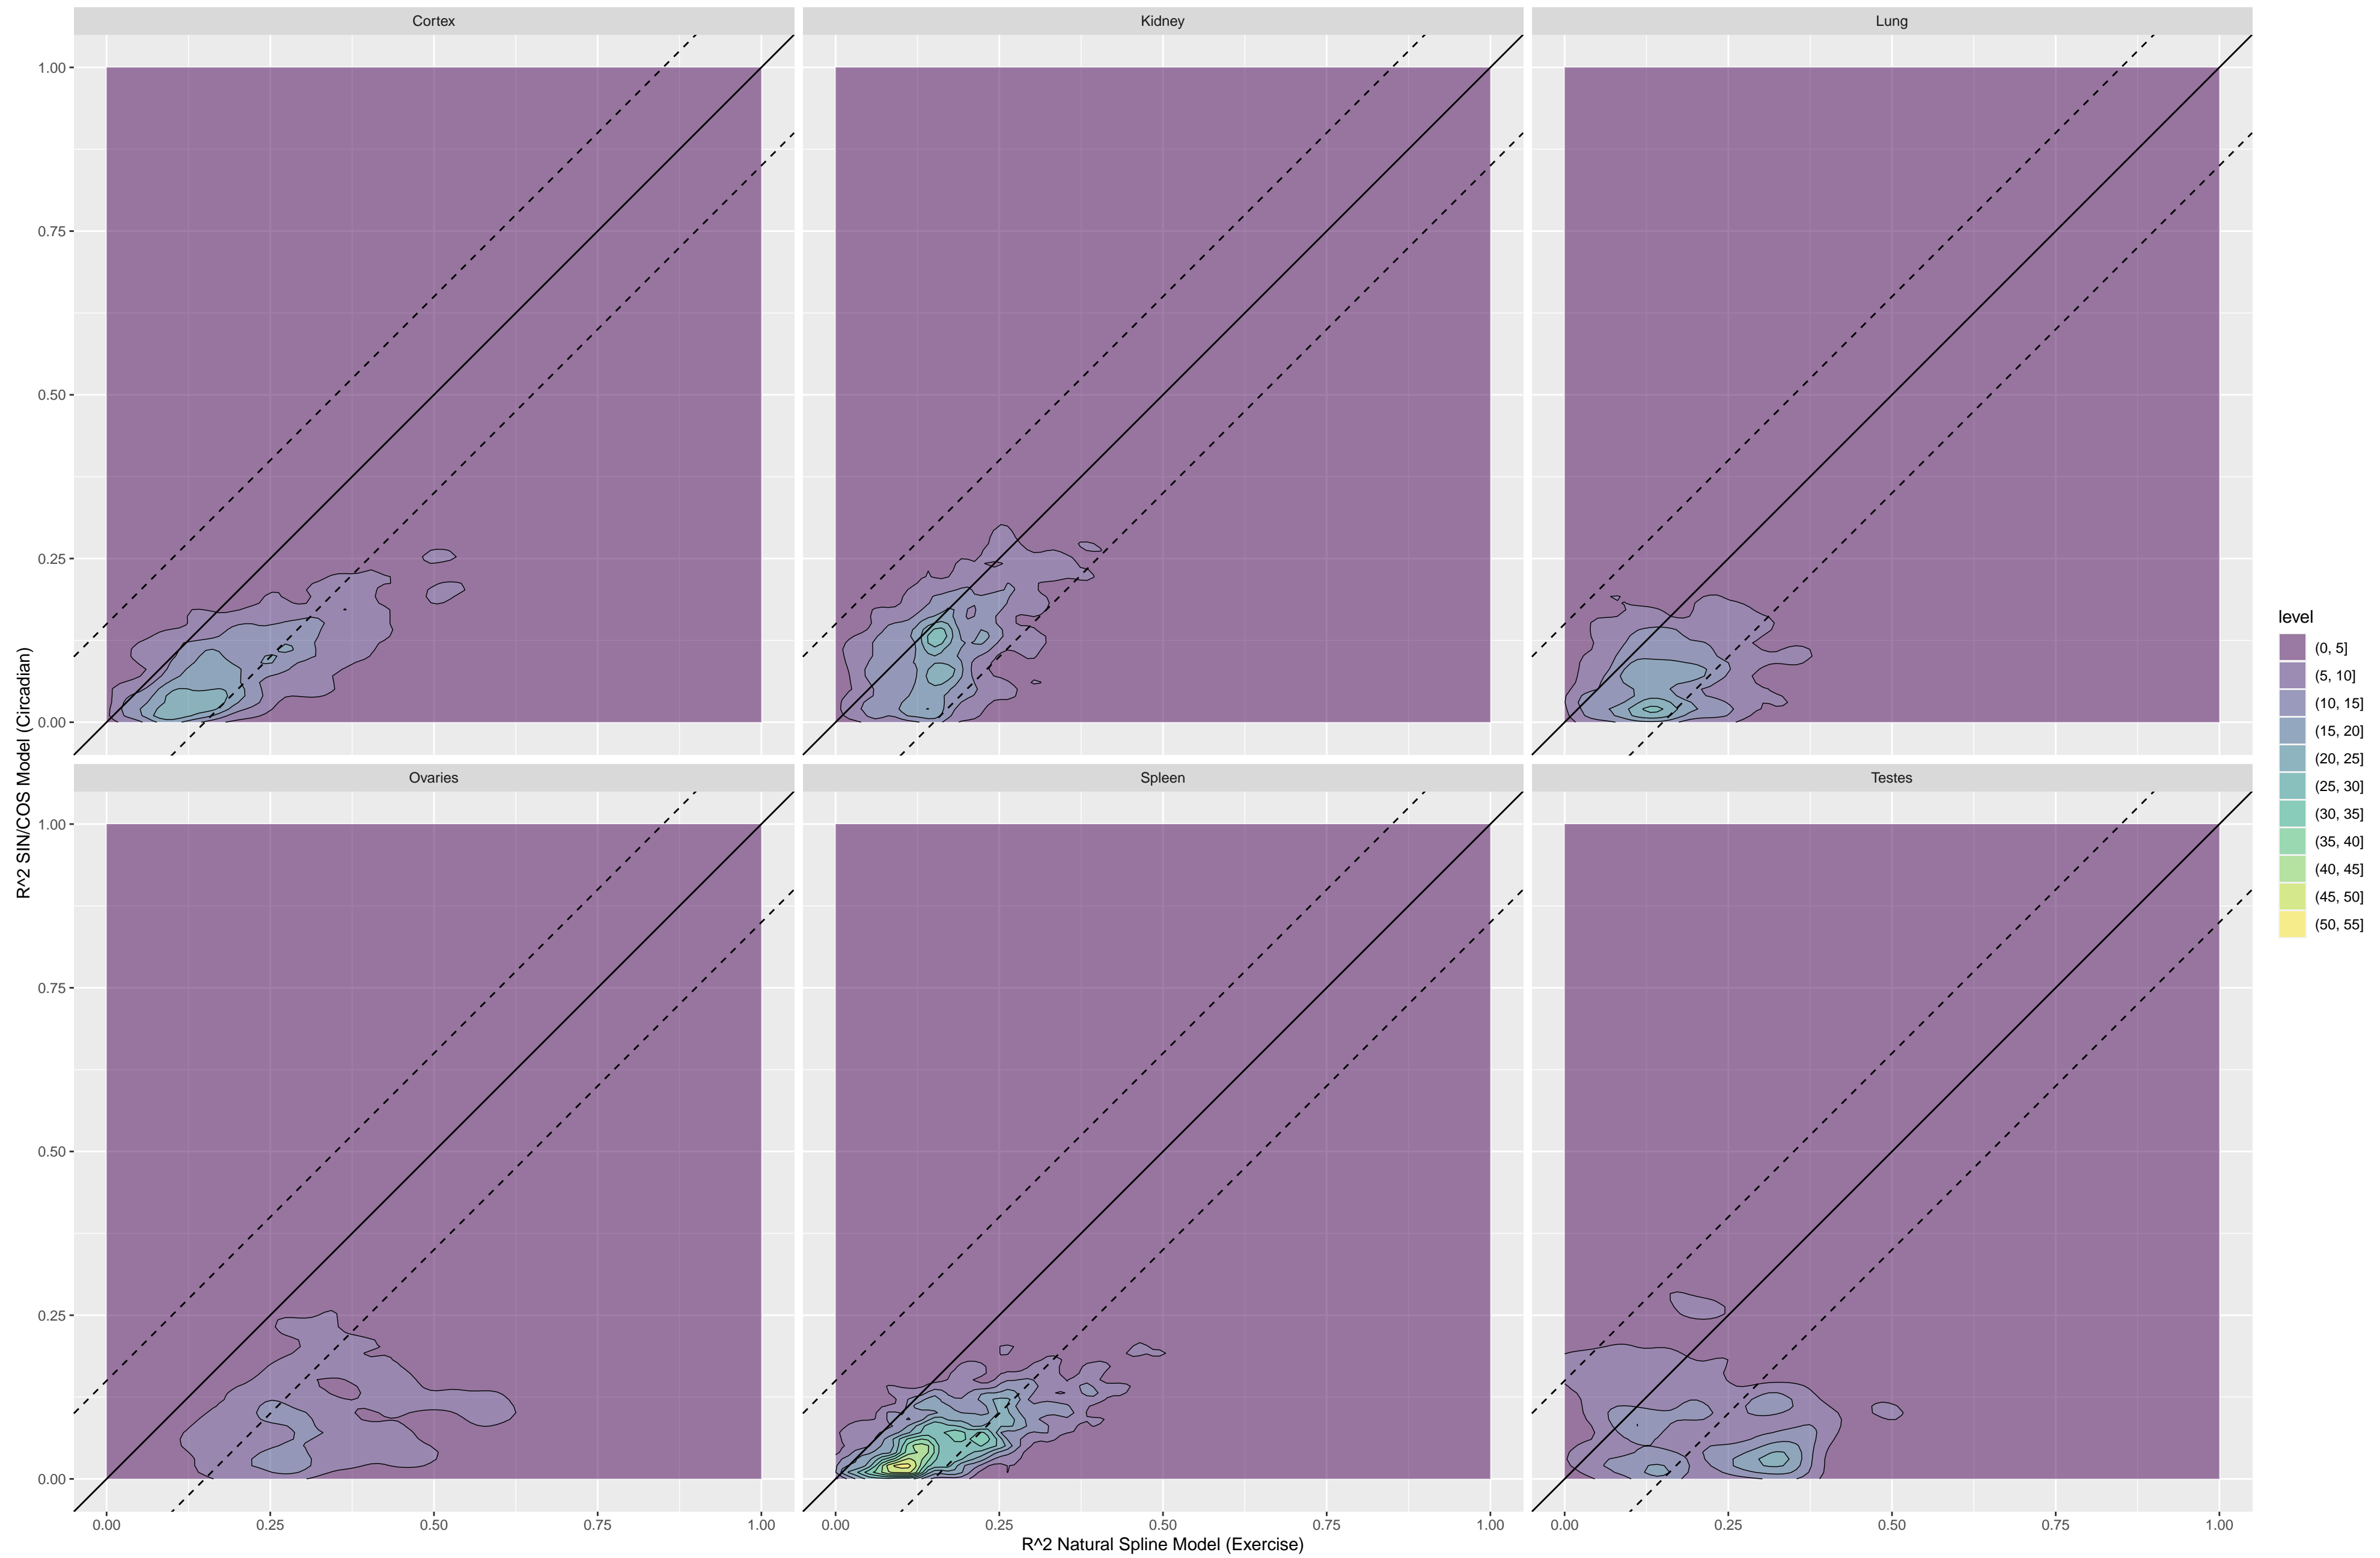 Cortex
Kidney
Lung
1.00
0.75
0.50
0.25
0.00
Ovaries
Spleen
Testes
1.00
0.75
0.50
0.25
0.00
0.00 0.25 0.50 0.75 1.00
0.00 0.25 0.50 0.75 1.00
0.00 0.25 0.50 0.75 1.00
R^2 SIN/COS Model (Circadian)
R^2 Natural Spline Model (Exercise)
level
(0, 5]
(5, 10]
(10, 15]
(15, 20]
(20, 25]
(25, 30]
(30, 35]
(35, 40]
(40, 45]
(45, 50]
(50, 55]